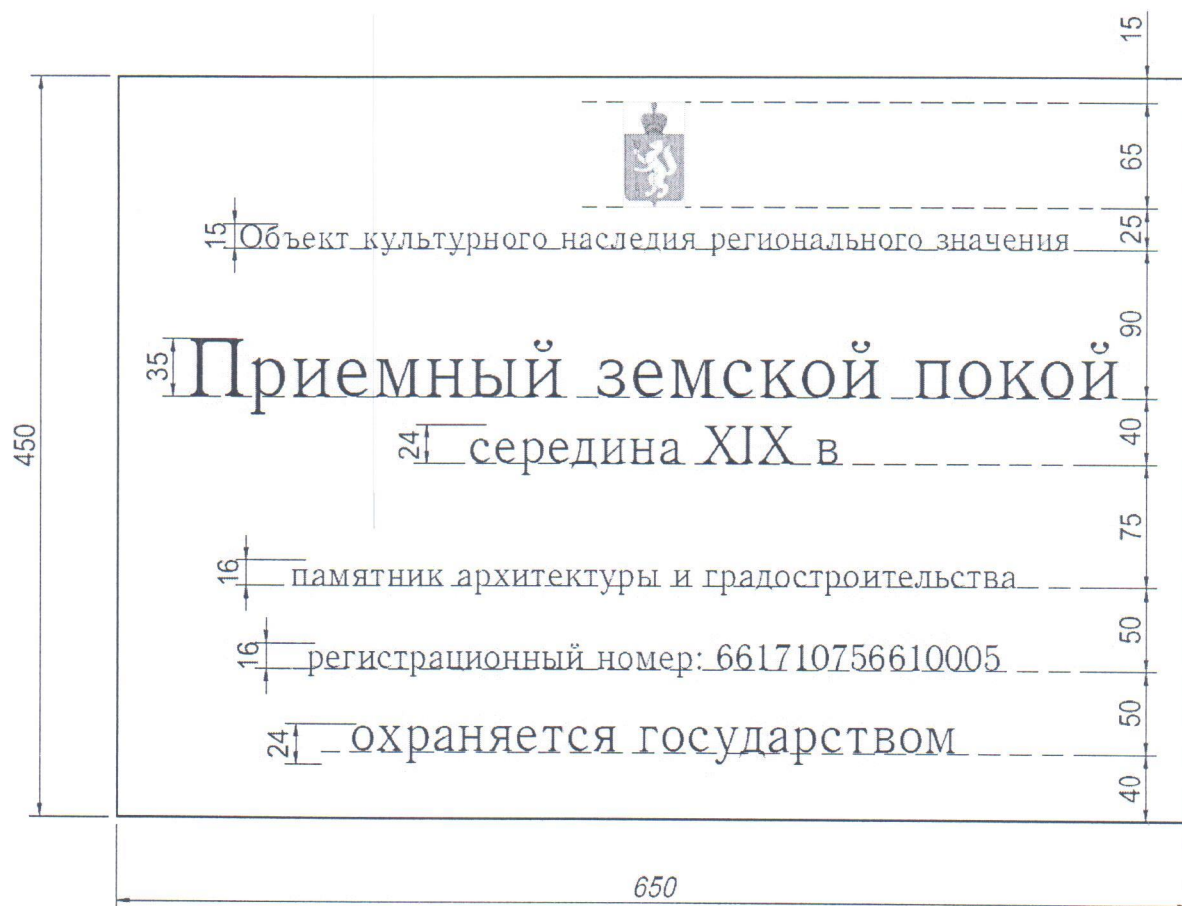 15
65
15 Объект культурного наследия регионального значения 25
90
35 Приемный земской покой
450
24 середина XIX в 40
75
16 памятник архитектуры и градостроительства
50
16 регистрационный номер: 661710756610005
50
24 охраняется государством
40
650